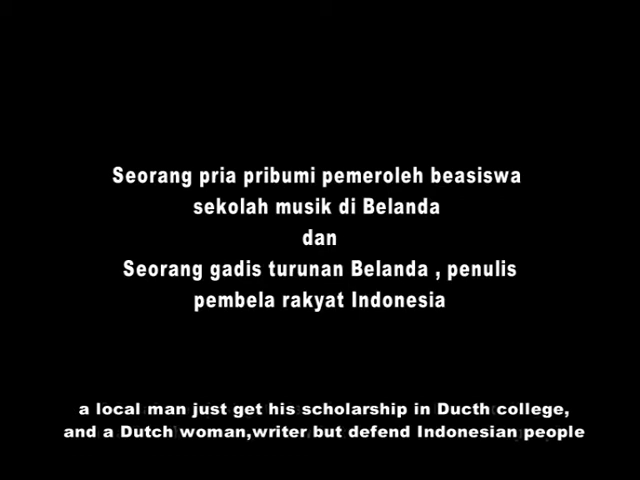 Seorang pria pribumi pemeroleh beasiswa
sekolah musik di Belanda
dan
Seorang gadis turunan Belanda , penulis
pembela rakyat Indonesia
a local man just get his scholarship in Ducth college,
and a Dutch woman,writer but defend Indonesian people